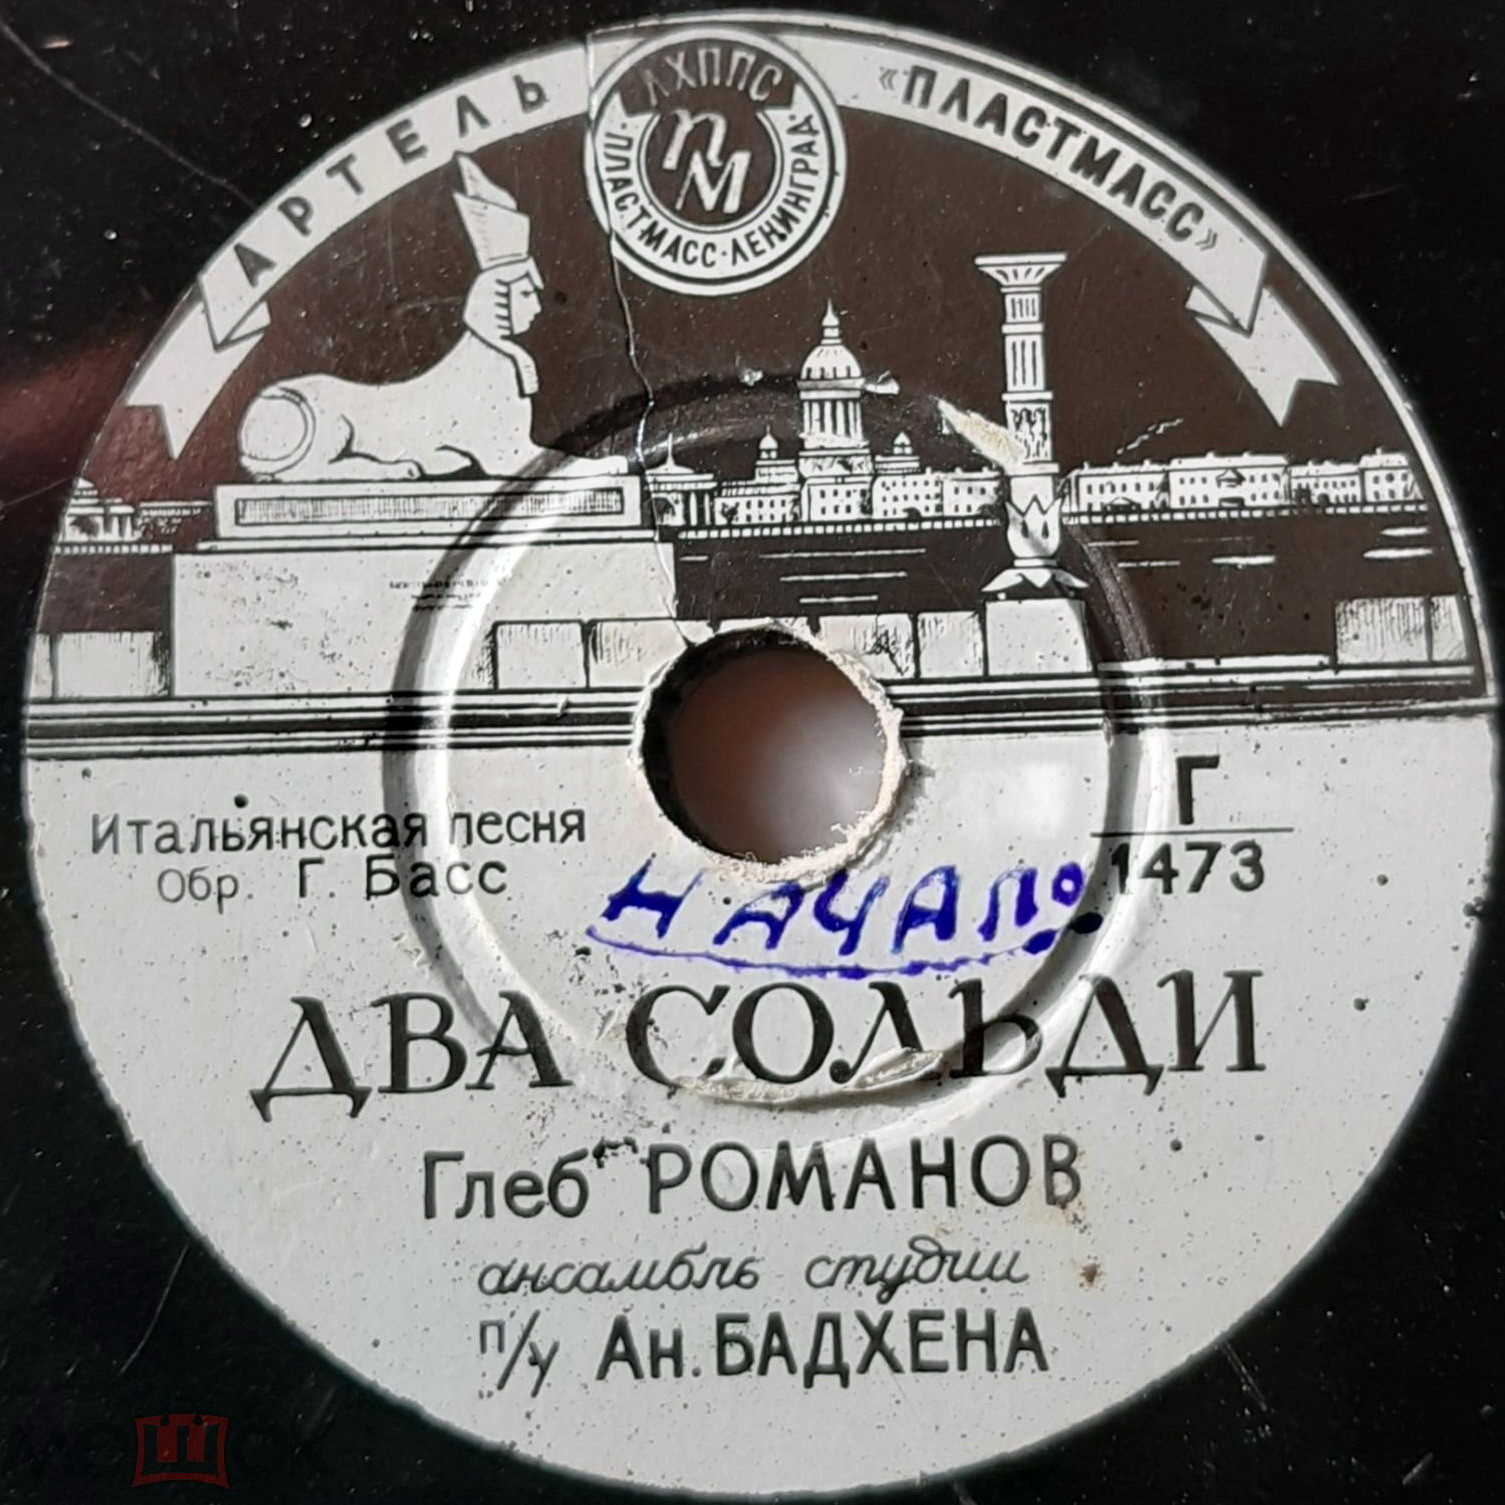 АРТЕЛЬ «ПЛАСТМАСС»
ЛХППС
ПМ
ПЛАСТМАСС·ЛЕНИНГРАД
Итальянская песня
Обр. Г. Басс
Г
1473
НАЧАЛО
ДВА СОЛЬДИ
Глеб РОМАНОВ
ансамбль студии
п/у Ан. БАДХЕНА
мешок